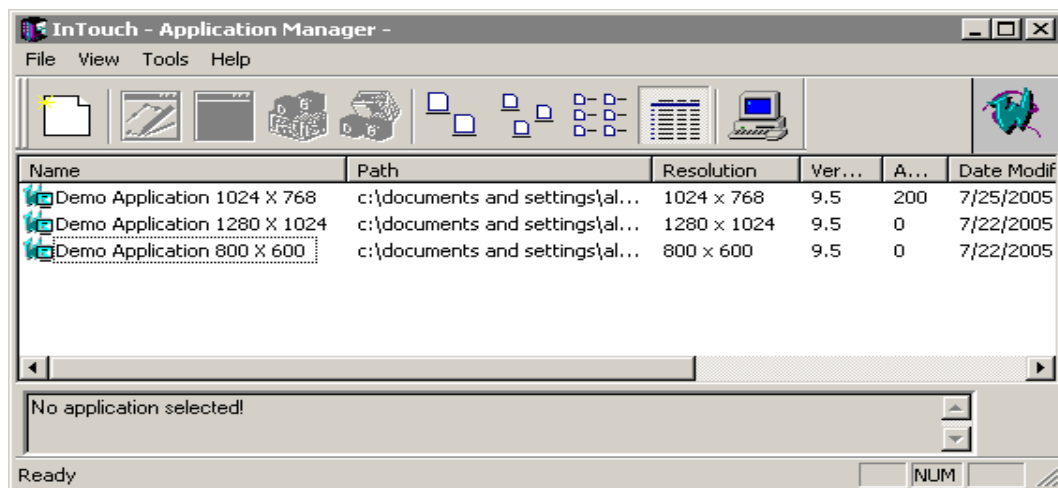 InTouch - Application Manager -
File View Tools Help
Name Path Resolution Ver... A... Date Modif
Demo Application 1024 X 768 c:\documents and settings\al... 1024 x 768 9.5 200 7/25/2005
Demo Application 1280 X 1024 c:\documents and settings\al... 1280 x 1024 9.5 0 7/22/2005
Demo Application 800 X 600 c:\documents and settings\al... 800 x 600 9.5 0 7/22/2005
No application selected!
Ready NUM